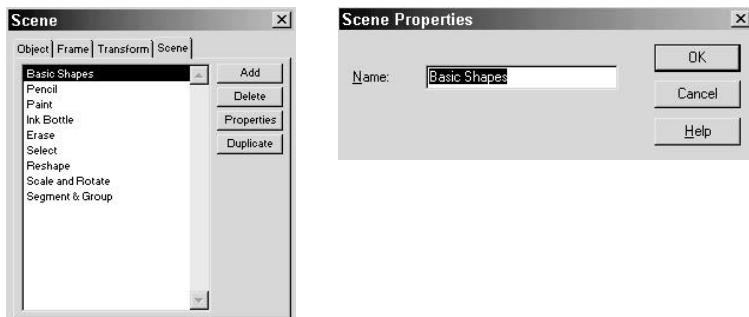 Scene
Object Frame Transform Scene
Basic Shapes
Pencil
Paint
Ink Bottle
Erase
Select
Reshape
Scale and Rotate
Segment & Group
Add
Delete
Properties
Duplicate
Scene Properties
Name: Basic Shapes
OK
Cancel
Help